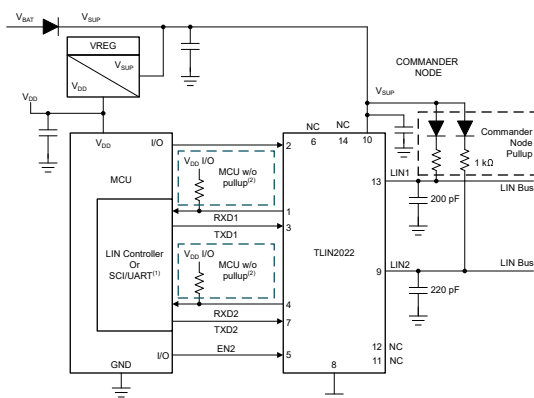 VBAT
VSUP
VREG
VSUP
VDD
VDD
COMMANDER
NODE
VSUP
Commander
Node
Pullup
1 kΩ
VDD
I/O
2
NC
6
NC
14
10
MCU
VDD I/O
MCU w/o
pullup(2)
1
RXD1
TXD1
3
13
LIN1
LIN Bus
200 pF
TLIN2022
LIN Controller
Or
SCI/UART(1)
VDD I/O
MCU w/o
pullup(2)
4
RXD2
TXD2
7
9
LIN2
LIN Bus
220 pF
I/O
EN2
5
12
NC
11
NC
GND
8